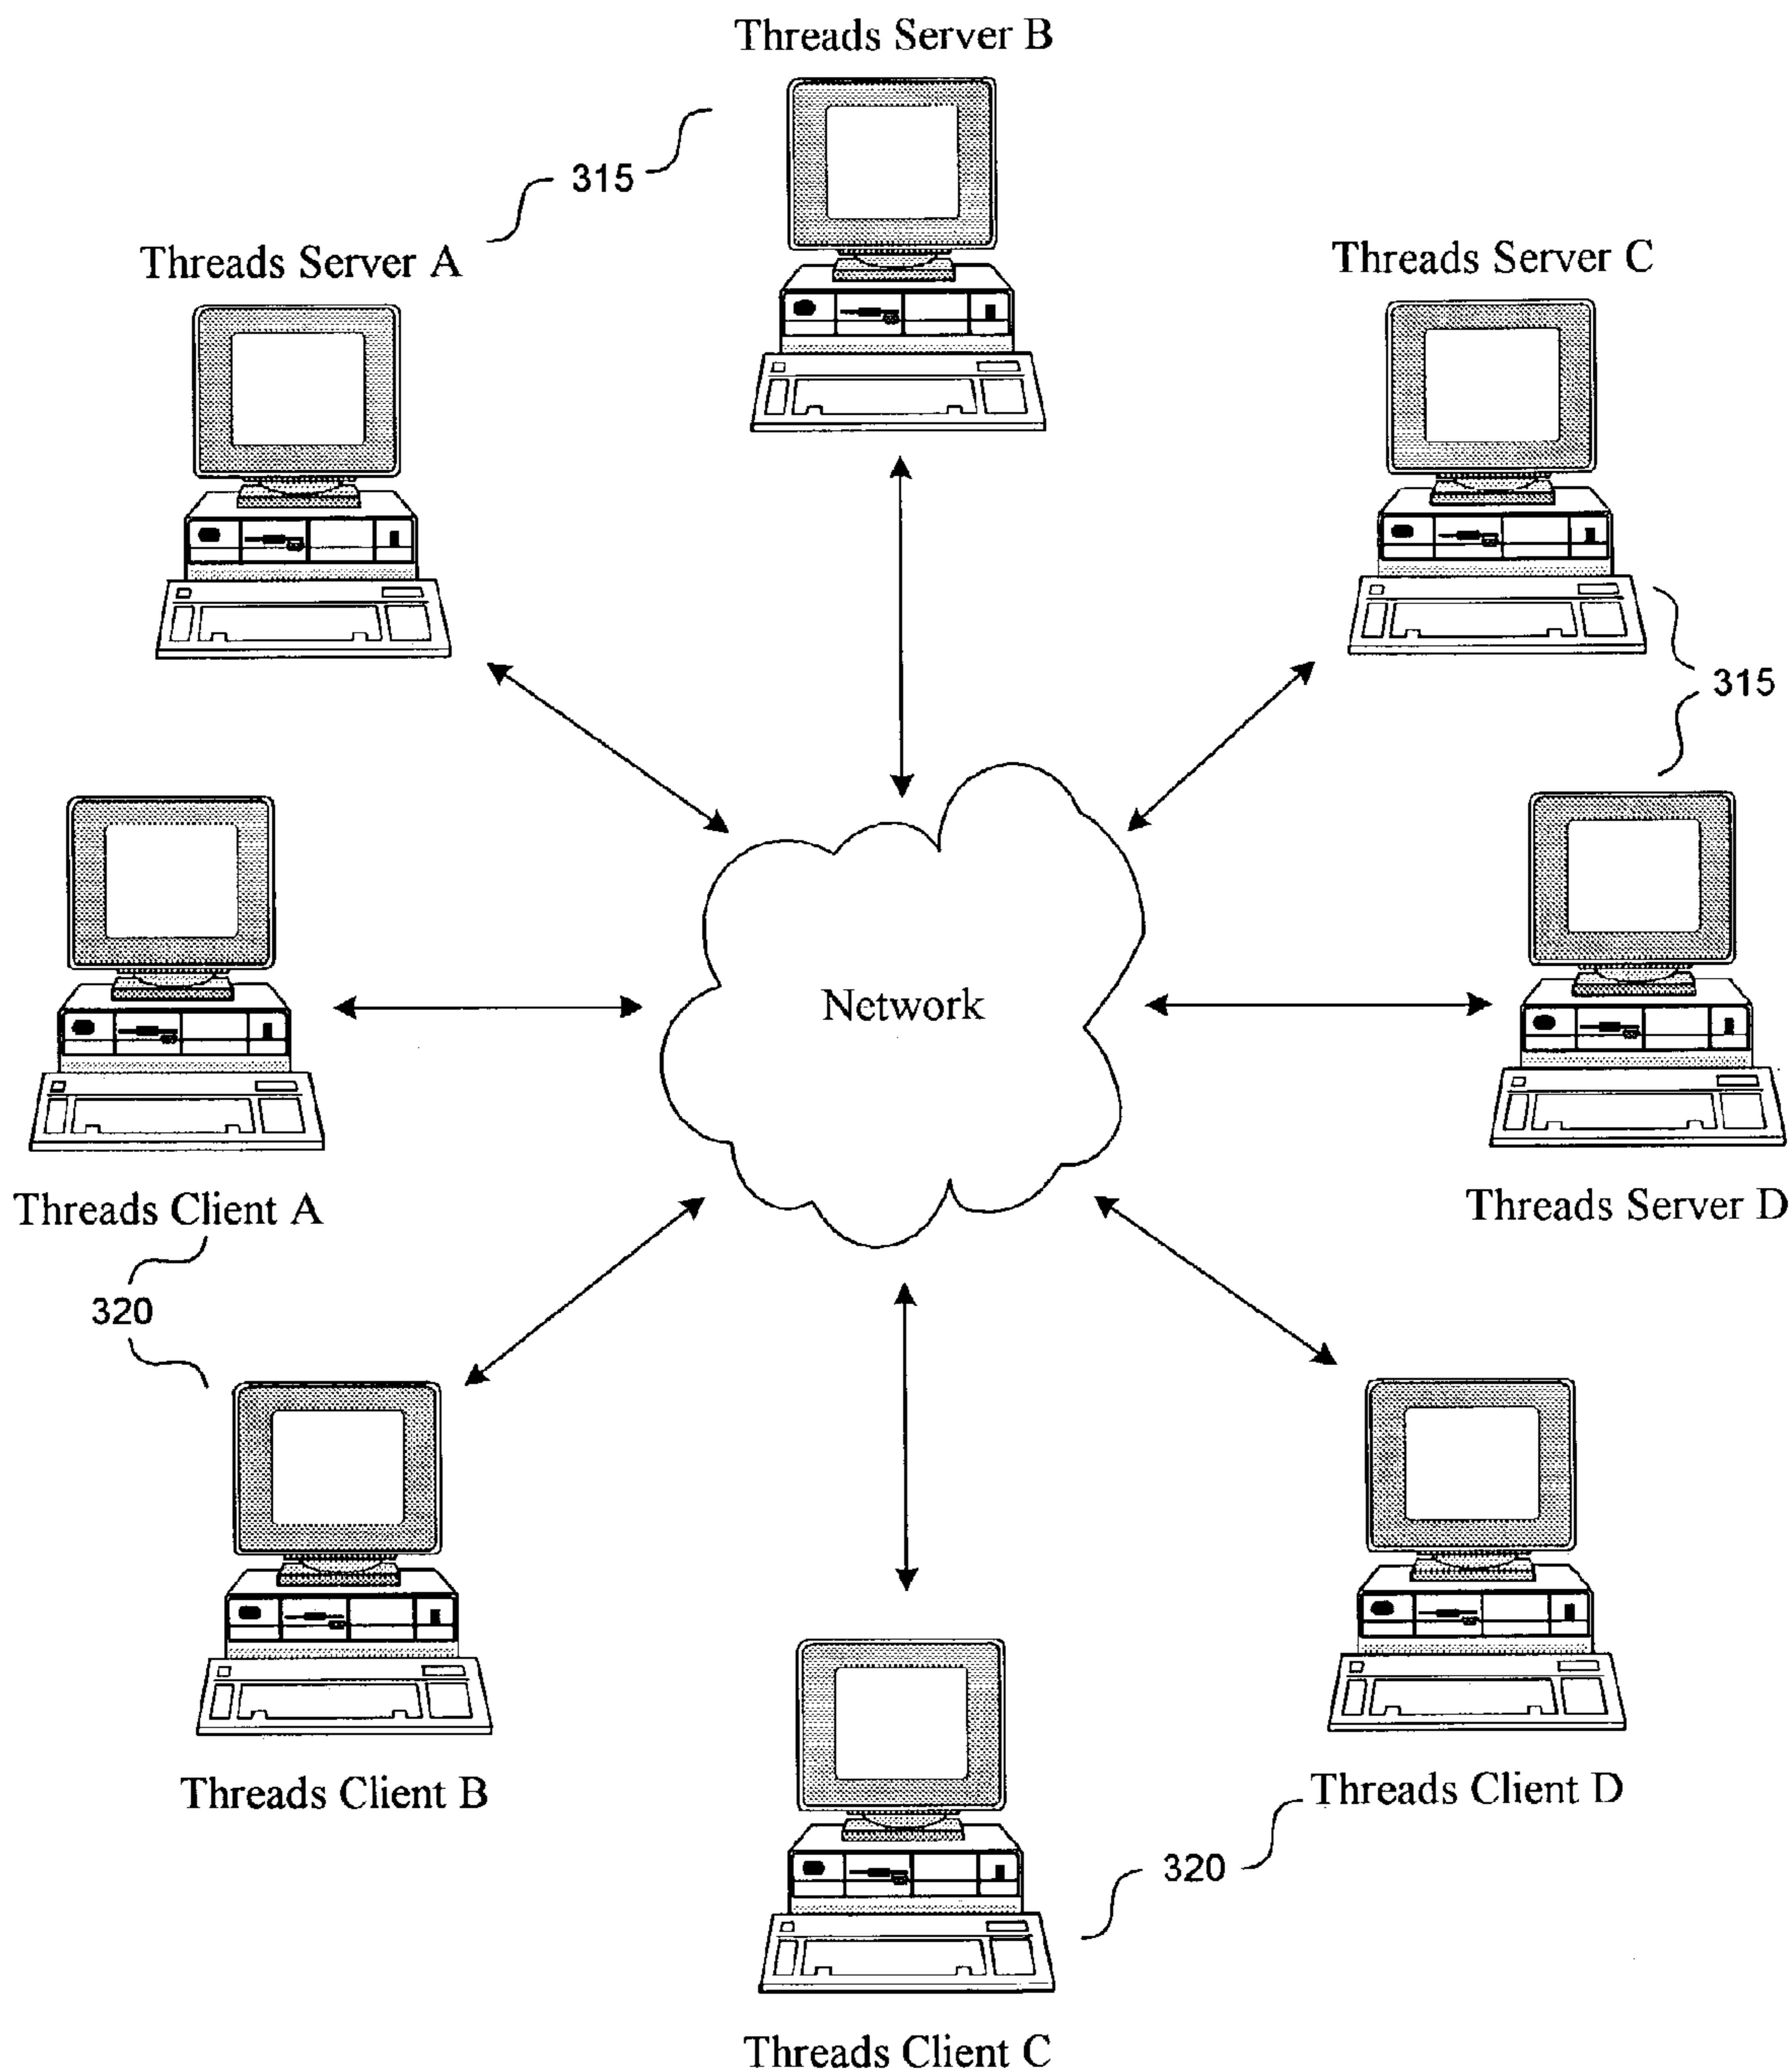 Threads Server B
315
Threads Server A
Threads Server C
315
Network
Threads Client A
Threads Server D
320
Threads Client B
Threads Client D
320
Threads Client C